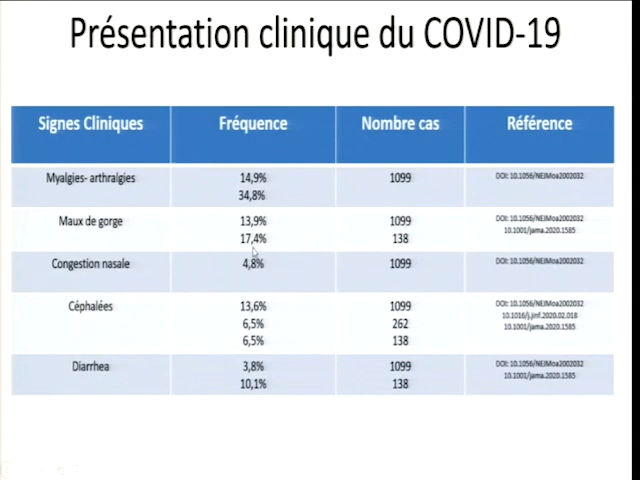 Présentation clinique du COVID-19
Signes Cliniques Fréquence Nombre cas Référence
Myalgies- arthralgies 14,9% 1099 DOI: 10.1056/NEJMoa2002032
34,8%
Maux de gorge 13,9% 1099 DOI: 10.1056/NEJMoa2002032
17,4% 138 10.1001/jama.2020.1585
Congestion nasale 4,8% 1099 DOI: 10.1056/NEJMoa2002032
Céphalées 13,6% 1099 DOI: 10.1056/NEJMoa2002032
6,5% 262 10.1016/j.jinf.2020.02.018
6,5% 138 10.1001/jama.2020.1585
Diarrhea 3,8% 1099 DOI: 10.1056/NEJMoa2002032
10,1% 138 10.1001/jama.2020.1585